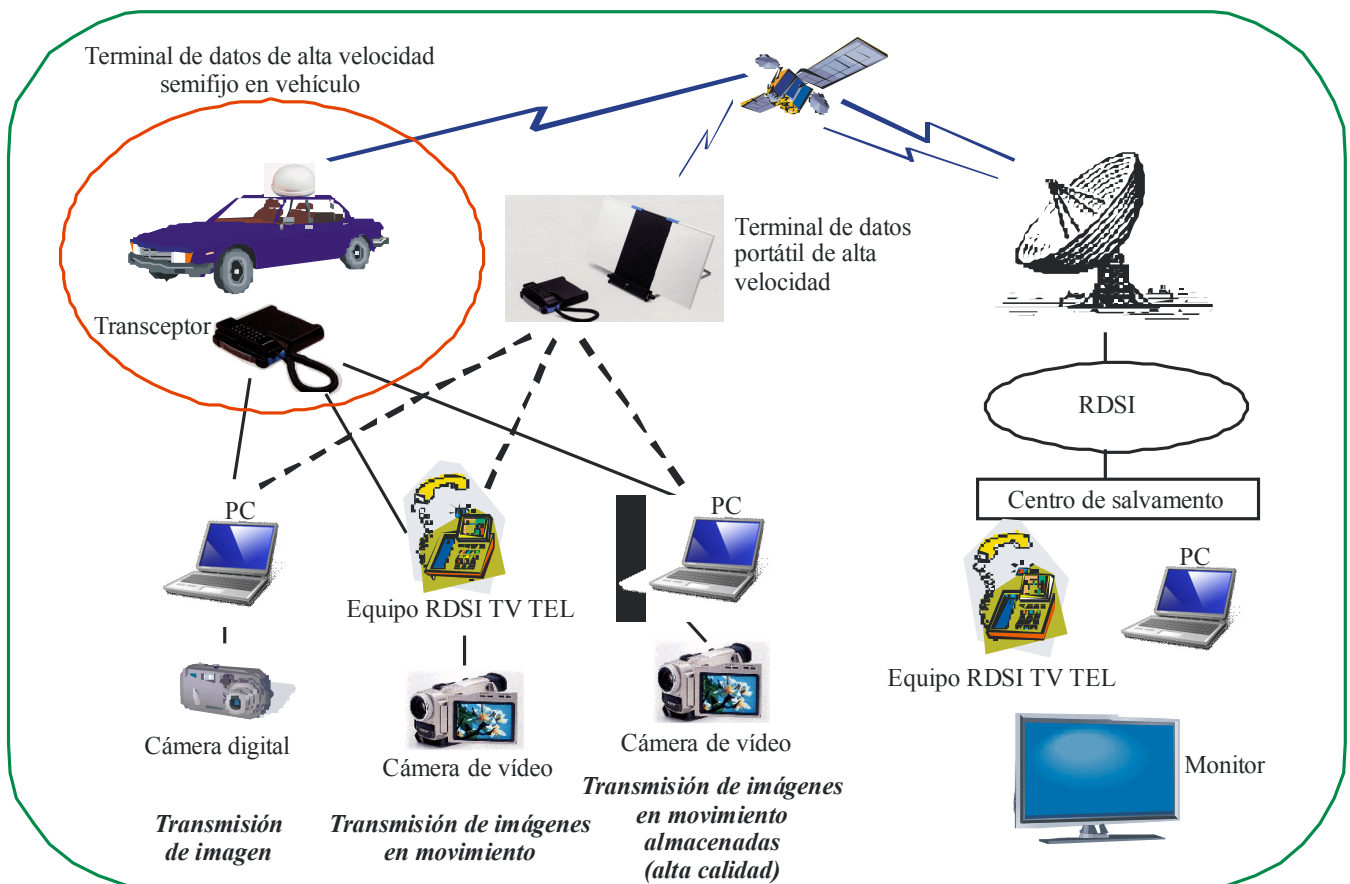 Terminal de datos de alta velocidad
semifijo en vehículo
Terminal de datos
portátil de alta
velocidad
Transceptor
RDSI
Centro de salvamento
PC
PC
PC
Equipo RDSI TV TEL
Equipo RDSI TV TEL
Cámera digital
Cámera de vídeo
Cámera de vídeo
Monitor
Transmisión
de imagen
Transmisión de imágenes
en movimiento
Transmisión de imágenes
en movimiento
almacenadas
(alta calidad)